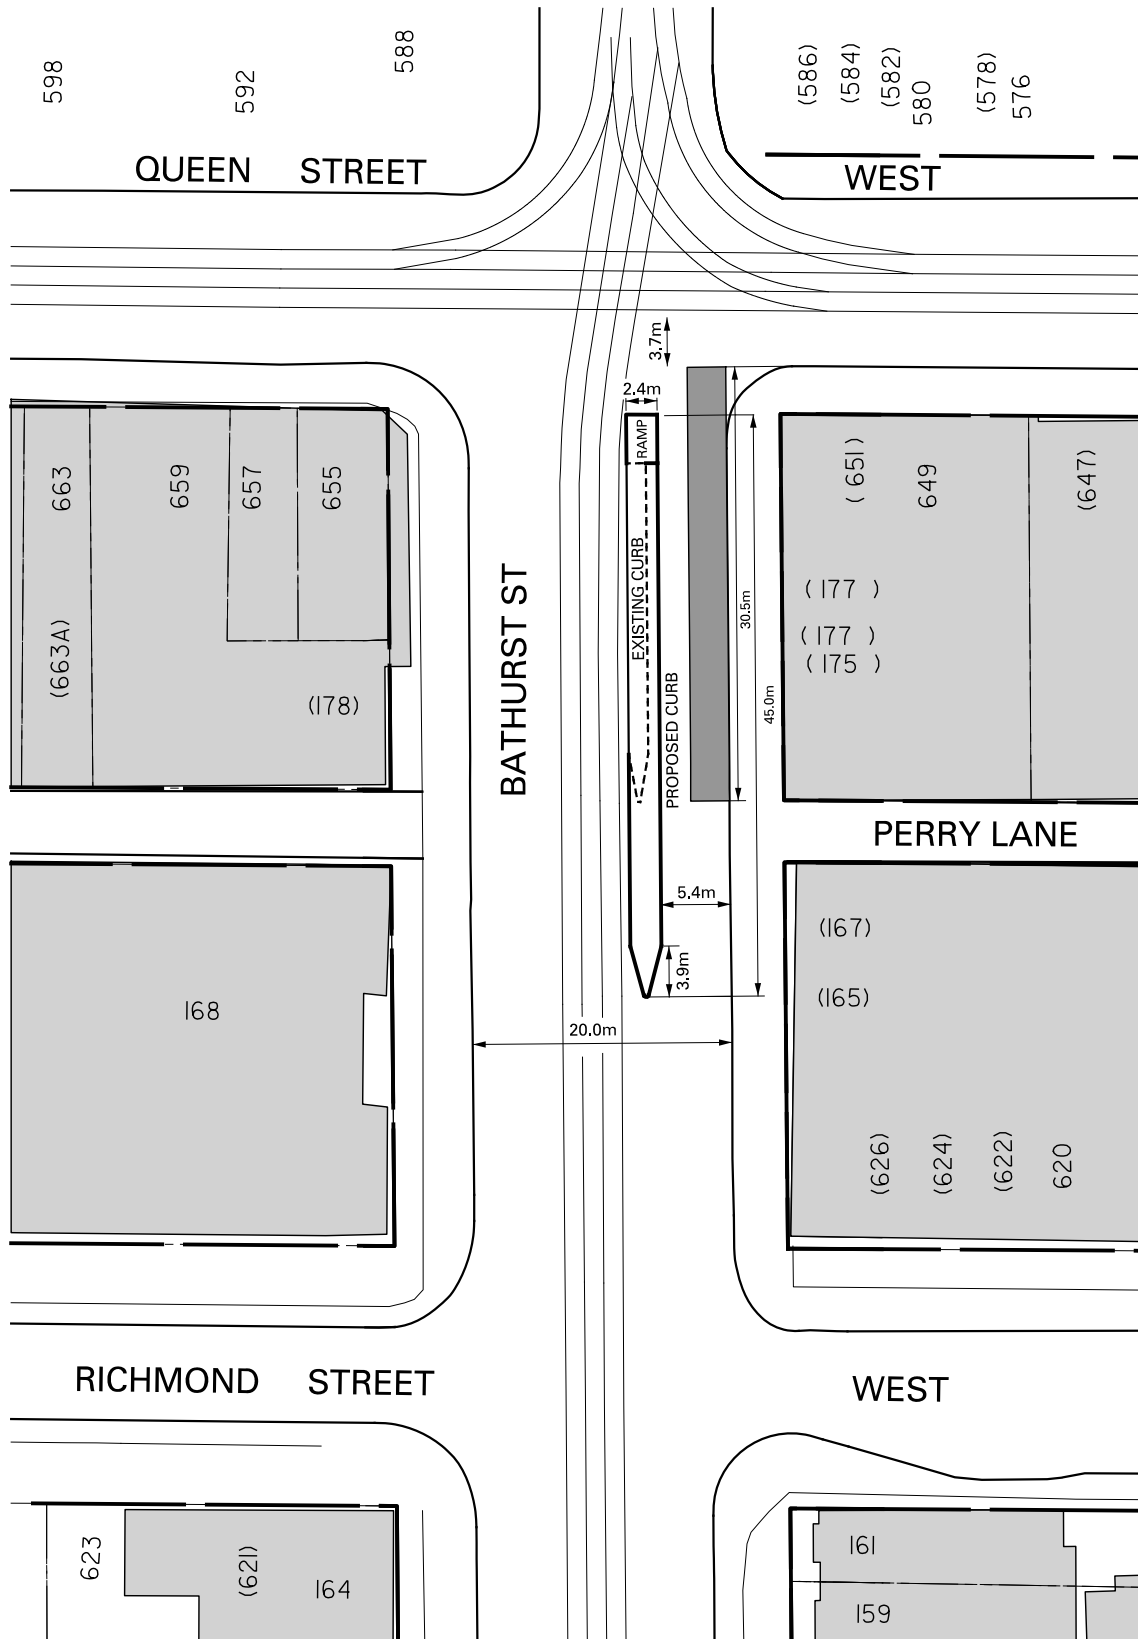 598
592
588
(586)
(584)
(582)
580
(578)
576
QUEEN STREET WEST
3.7m
2.4m
RAMP
663
659
657
655
(651)
649
(647)
EXISTING CURB
BATHURST ST
(177 )
(177 )
(175 )
30.5m
(663A)
(178)
PROPOSED CURB
45.0m
PERRY LANE
5.4m
(167)
3.9m
(165)
168
20.0m
(626)
(624)
(622)
620
RICHMOND STREET WEST
623
(621)
164
161
159